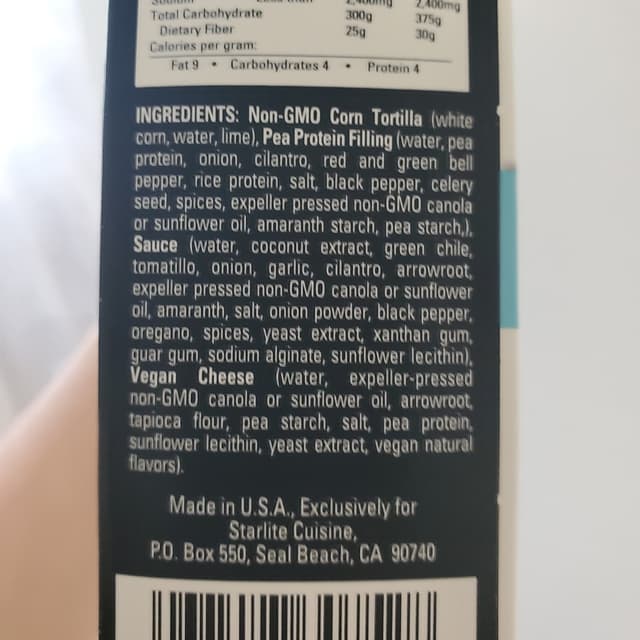 2,400mg 2,400mg
Total Carbohydrate 300g 375g
Dietary Fiber 25g 30g
Calories per gram:
Fat 9 • Carbohydrates 4 • Protein 4
INGREDIENTS: Non-GMO Corn Tortilla (white
corn, water, lime), Pea Protein Filling (water, pea
protein, onion, cilantro, red and green bell
pepper, rice protein, salt, black pepper, celery
seed, spices, expeller pressed non-GMO canola
or sunflower oil, amaranth starch, pea starch,),
Sauce (water, coconut extract, green chile,
tomatillo, onion, garlic, cilantro, arrowroot,
expeller pressed non-GMO canola or sunflower
oil, amaranth, salt, onion powder, black pepper,
oregano, spices, yeast extract, xanthan gum,
guar gum, sodium alginate, sunflower lecithin),
Vegan Cheese (water, expeller-pressed
non-GMO canola or sunflower oil, arrowroot,
tapioca flour, pea starch, salt, pea protein,
sunflower lecithin, yeast extract, vegan natural
flavors).
Made in U.S.A., Exclusively for
Starlite Cuisine,
P.O. Box 550, Seal Beach, CA 90740